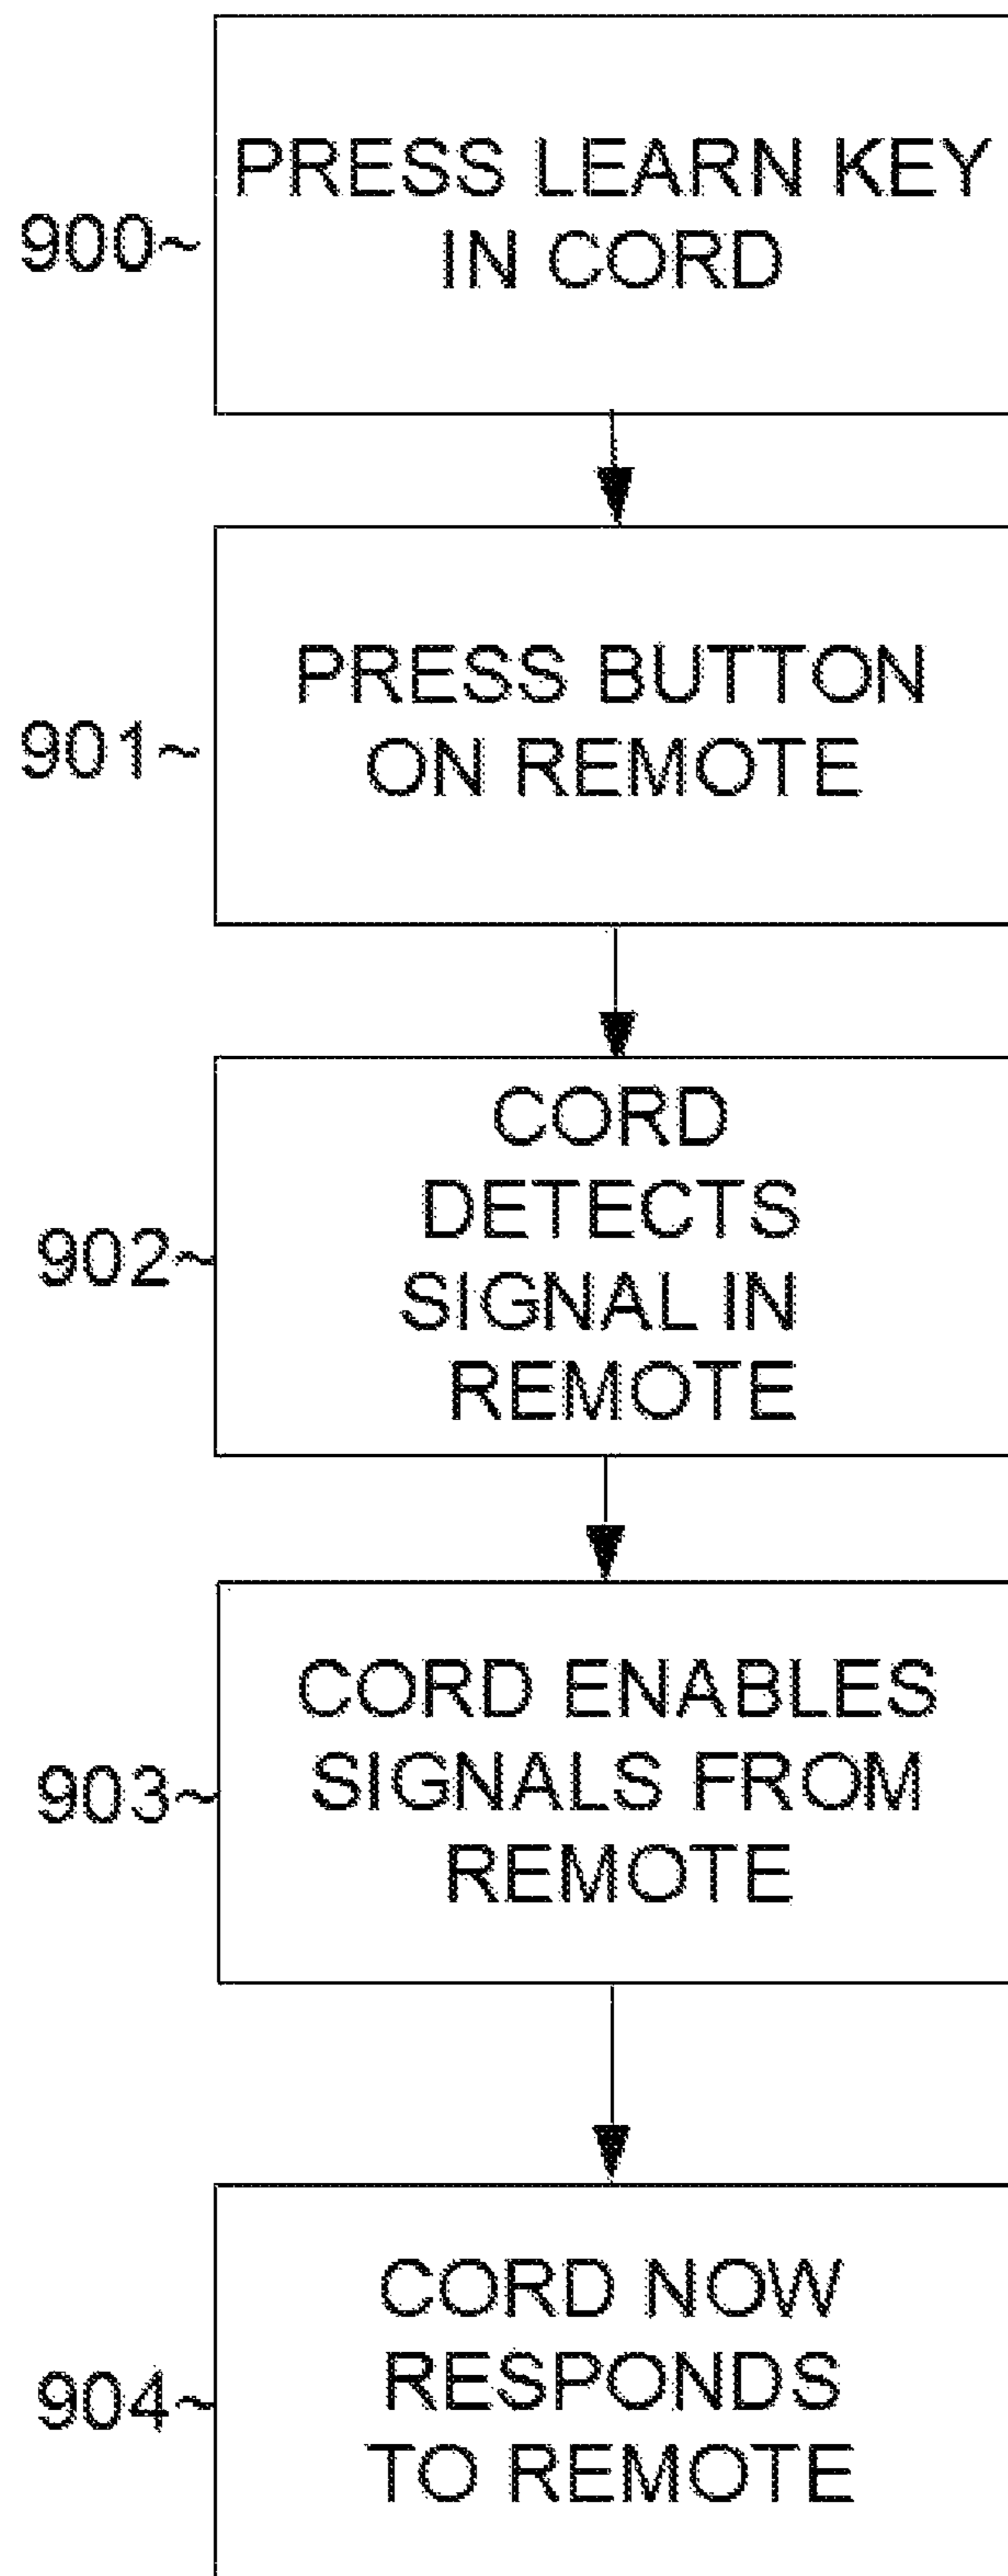 PRESS LEARN KEY
IN CORD
900~
PRESS BUTTON
ON REMOTE
901~
CORD
DETECTS
SIGNAL IN
REMOTE
902~
CORD ENABLES
SIGNALS FROM
REMOTE
903~
CORD NOW
RESPONDS
TO REMOTE
904~